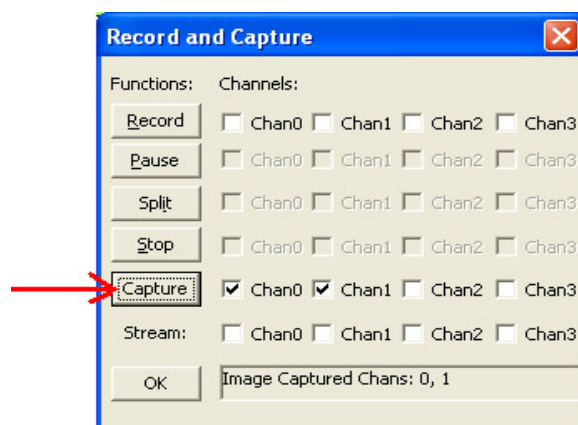 Record and Capture
Functions: Channels:
Record Chan0 Chan1 Chan2 Chan3
Pause Chan0 Chan1 Chan2 Chan3
Split Chan0 Chan1 Chan2 Chan3
Stop Chan0 Chan1 Chan2 Chan3
Capture Chan0 Chan1 Chan2 Chan3
Stream: Chan0 Chan1 Chan2 Chan3
OK Image Captured Chans: 0, 1